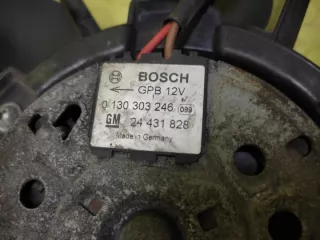 BOSCH
← GPB 12V
0 130 303 246 099
GM 24 431 828
Made in Germany